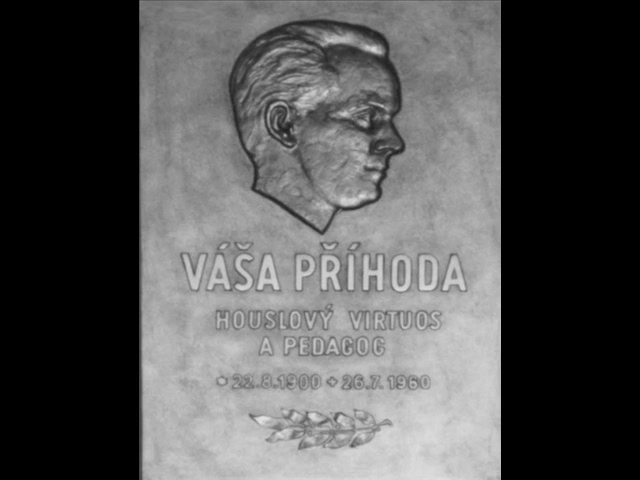 VÁŠA PŘÍHODA
HOUSLOVÝ VIRTUOS
A PEDAGOG
* 22.8.1900 + 26.7.1960